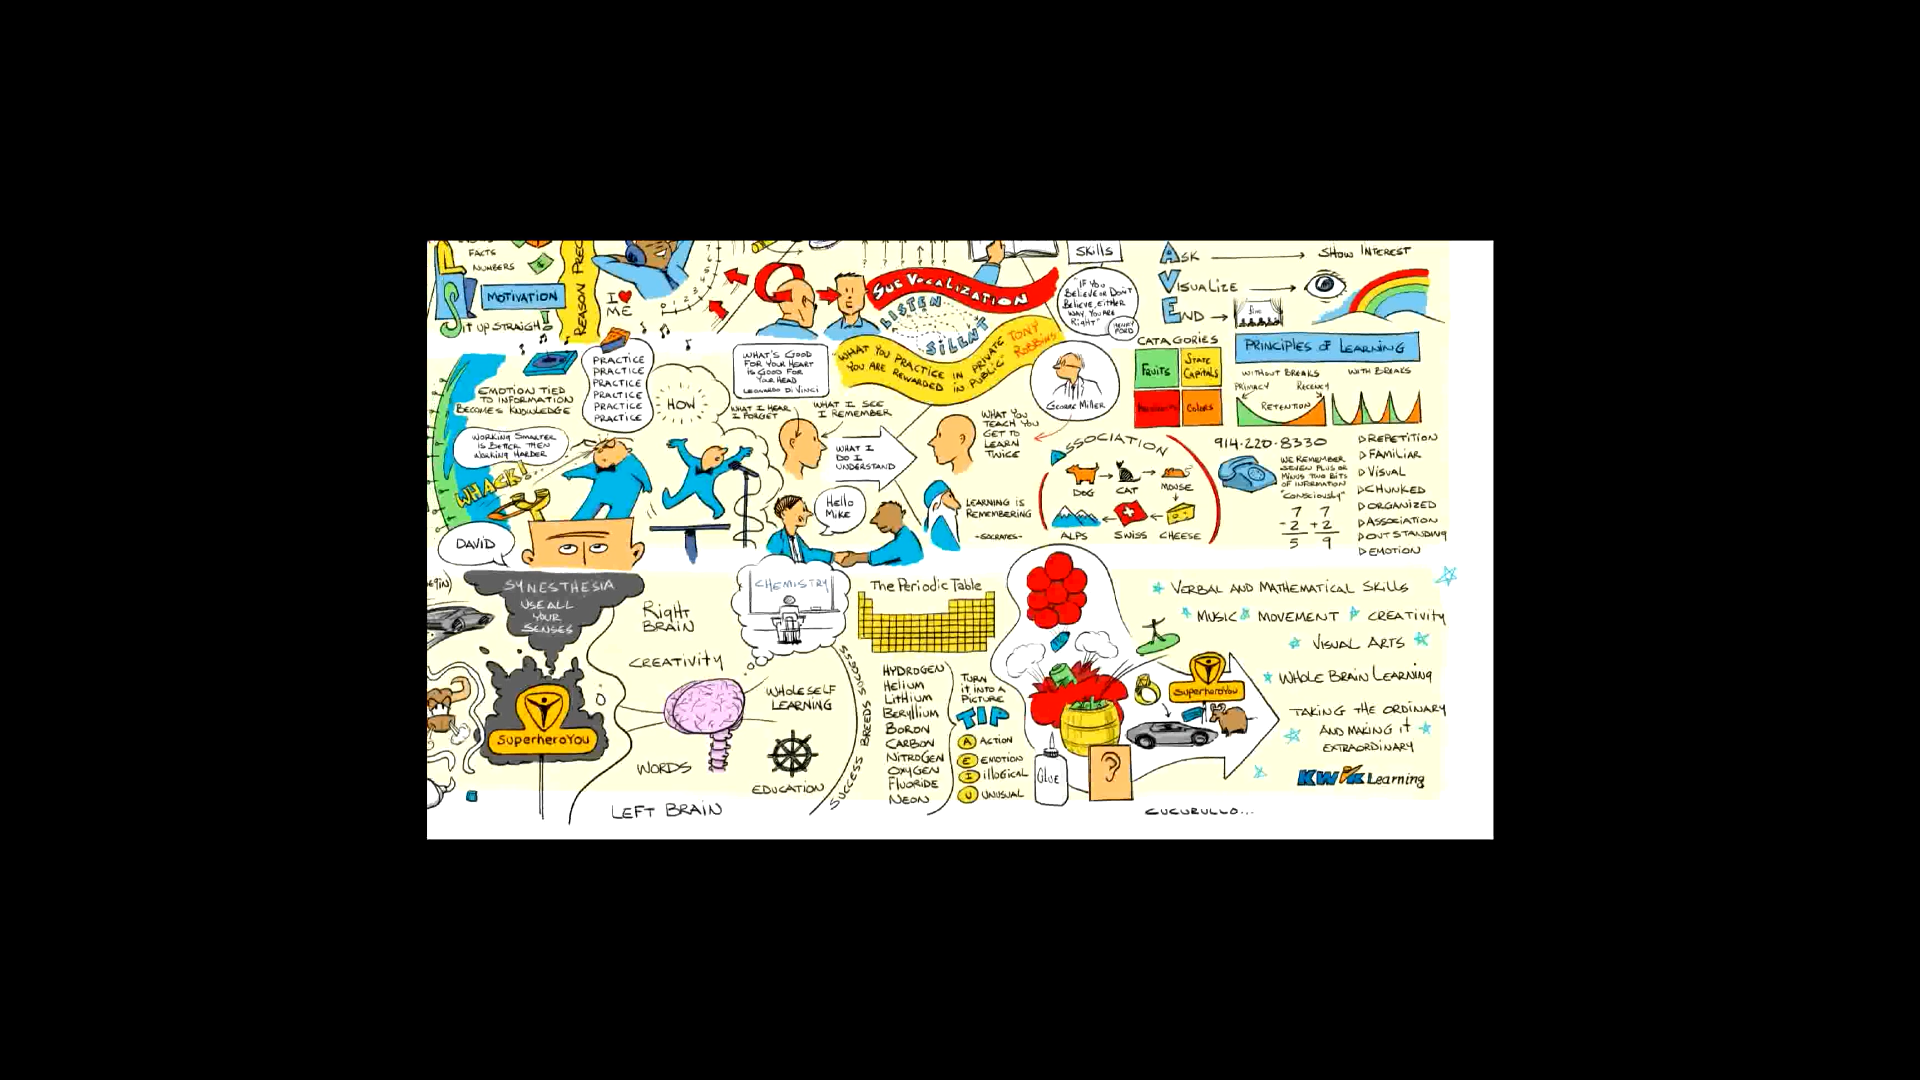 FACTS
NUMBERS
MOTIVATION
SIT UP STRAIGHT!
I ❤ ME
SUB VOCALIZATION
LISTEN
SILENT
SKILLS
"IF YOU
BELIEVE OR DON'T
BELIEVE, EITHER
WAY, YOU ARE
RIGHT"
HENRY
FORD
ASK
SHOW INTEREST
VISUALIZE
END
EMOTION TIED
TO INFORMATION
BECOMES KNOWLEDGE
PRACTICE
PRACTICE
PRACTICE
PRACTICE
PRACTICE
PRACTICE
HOW
WHAT'S GOOD
FOR YOUR HEART
IS GOOD FOR
YOUR HEAD
LEONARDO DI VINCI
"WHAT YOU PRACTICE IN PRIVATE
YOU ARE REWARDED IN PUBLIC"
TONY
ROBBINS
GEORGE MILLER
CATAGORIES
FRUITS
STATE
CAPITALS
COLORS
PRINCIPLES OF LEARNING
WITHOUT BREAKS
WITH BREAKS
PRIMACY
RECENCY
RETENTION
WORKING SMARTER
IS BETTER THEN
WORKING HARDER
WHACK!
DAVID
WHAT I HEAR
I FORGET
WHAT I SEE
I REMEMBER
WHAT I
DO I
UNDERSTAND
WHAT YOU
TEACH YOU
GET TO
LEARN
TWICE
Hello
Mike
LEARNING IS
REMEMBERING
-SOCRATES-
ASSOCIATION
DOG
CAT
MOUSE
ALPS
SWISS
CHEESE
914-220-8330
WE REMEMBER
SEVEN PLUS OR
MINUS TWO BITS
OF INFORMATION
"CONSCIOUSLY"
7 7
-2 +2
5 9
REPETITION
FAMILIAR
VISUAL
CHUNKED
ORGANIZED
ASSOCIATION
OUTSTANDING
EMOTION
SYNESTHESIA
USE ALL
YOUR
SENSES
SuperheroYou
RIGHT
BRAIN
CREATIVITY
WORDS
LEFT BRAIN
CHEMISTRY
WHOLE SELF
LEARNING
EDUCATION
SUCCESS BREEDS SUCCESS
The Periodic Table
HYDROGEN
HELIUM
LITHIUM
BERYLLIUM
BORON
CARBON
NITROGEN
OXYGEN
FLUORIDE
NEON
TURN
IT INTO A
PICTURE
TIP
A ACTION
E EMOTION
I ILLOGICAL
U UNUSUAL
Glue
SuperheroYou
VERBAL AND MATHEMATICAL SKILLS
MUSIC MOVEMENT CREATIVITY
VISUAL ARTS
WHOLE BRAIN LEARNING
TAKING THE ORDINARY
AND MAKING IT
EXTRAORDINARY
KWIK Learning
CUCURULLO...